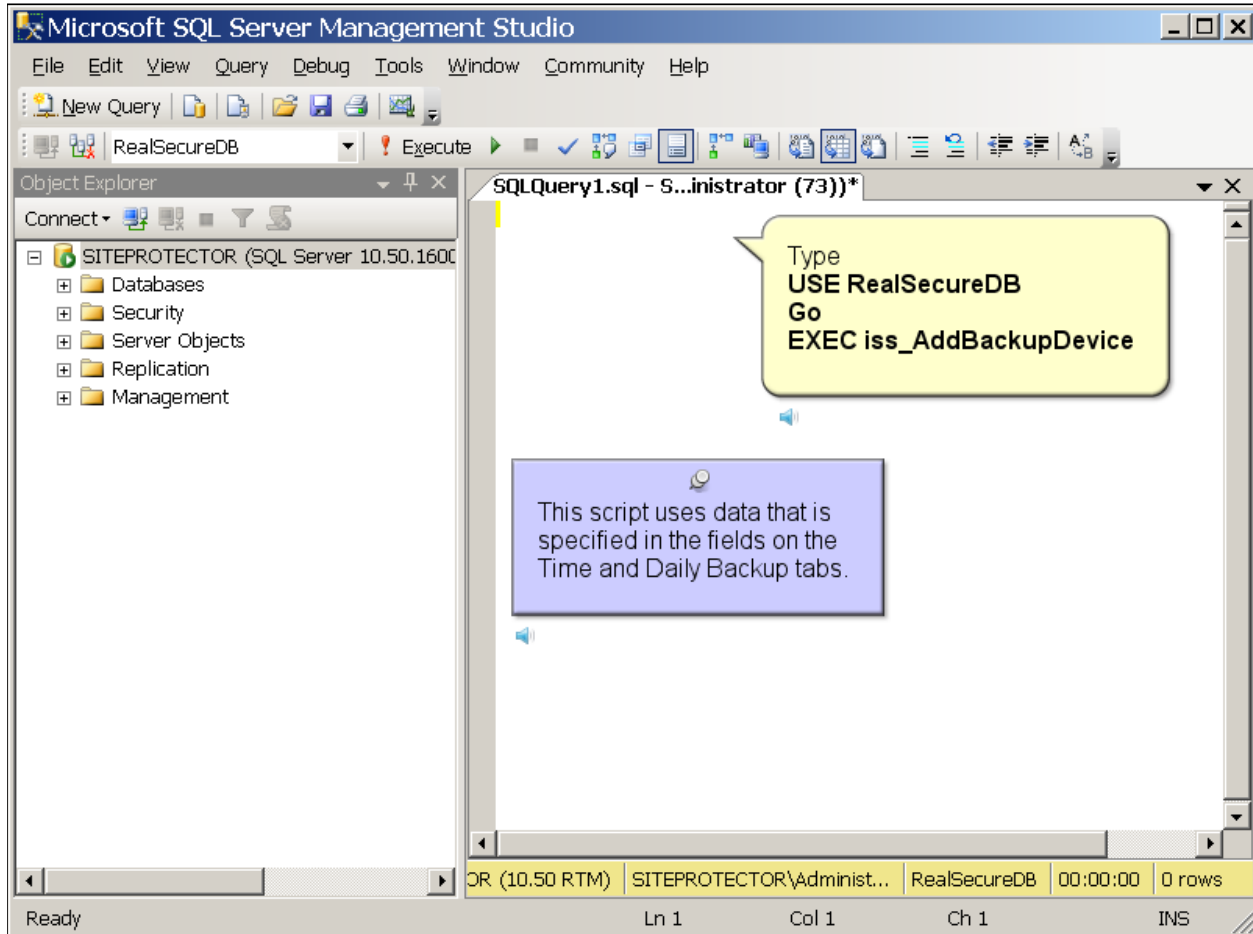 Microsoft SQL Server Management Studio
File Edit View Query Debug Tools Window Community Help
New Query
RealSecureDB Execute
Object Explorer
Connect
SITEPROTECTOR (SQL Server 10.50.1600
Databases
Security
Server Objects
Replication
Management
SQLQuery1.sql - S...inistrator (73))*
Type
USE RealSecureDB
Go
EXEC iss_AddBackupDevice
This script uses data that is
specified in the fields on the
Time and Daily Backup tabs.
OR (10.50 RTM) SITEPROTECTOR\Administ... RealSecureDB 00:00:00 0 rows
Ready Ln 1 Col 1 Ch 1 INS